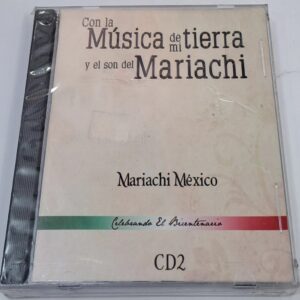 Con la
Música de mi tierra
y el son del Mariachi
Mariachi México
Celebrando El Bicentenario
CD2